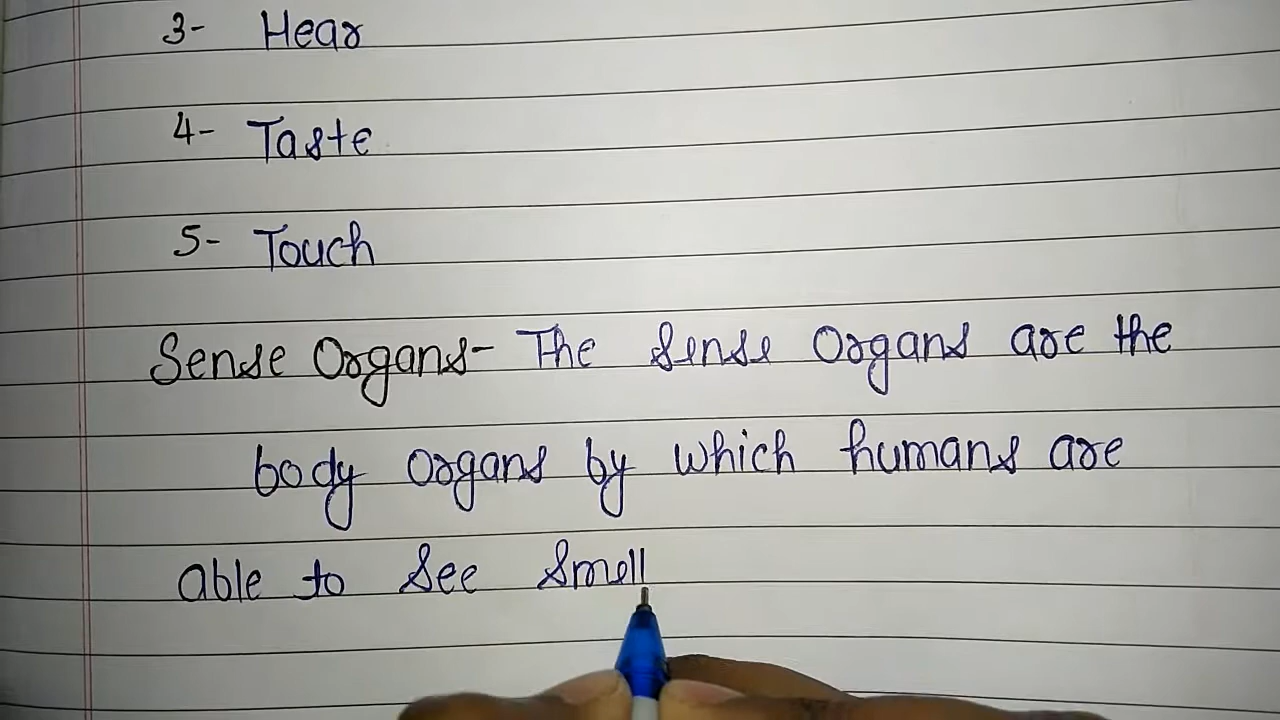 3- Hear
4- Taste
5- Touch
Sense Organs- The Sense Organs are the
body organs by which humans are
able to See Smell